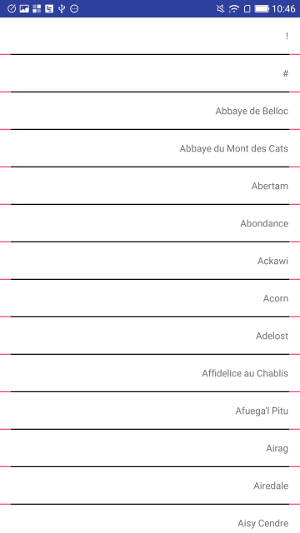 10:46
!
#
Abbaye de Belloc
Abbaye du Mont des Cats
Abertam
Abondance
Ackawi
Acorn
Adelost
Affidelice au Chablis
Afuega'l Pitu
Airag
Airedale
Aisy Cendre